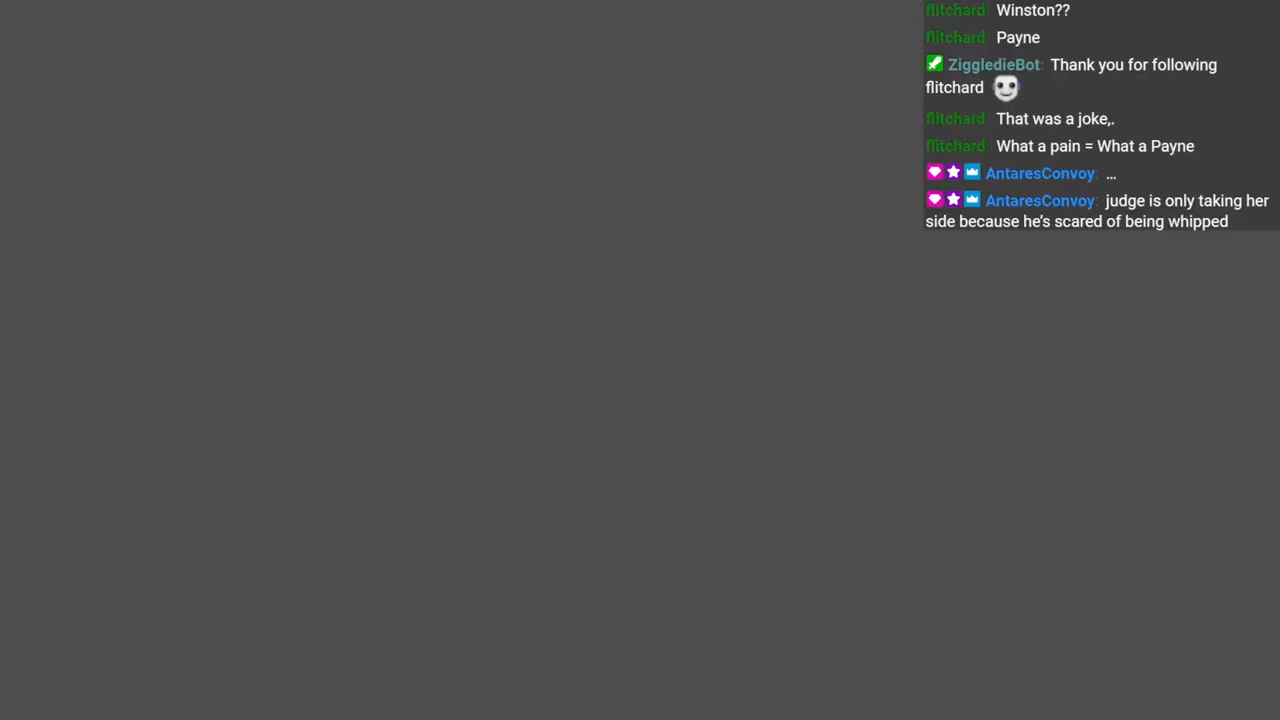 flitchard: Winston??
flitchard: Payne
ZiggledieBot: Thank you for following
flitchard
flitchard: That was a joke,.
flitchard: What a pain = What a Payne
AntaresConvoy: ...
AntaresConvoy: judge is only taking her
side because he's scared of being whipped